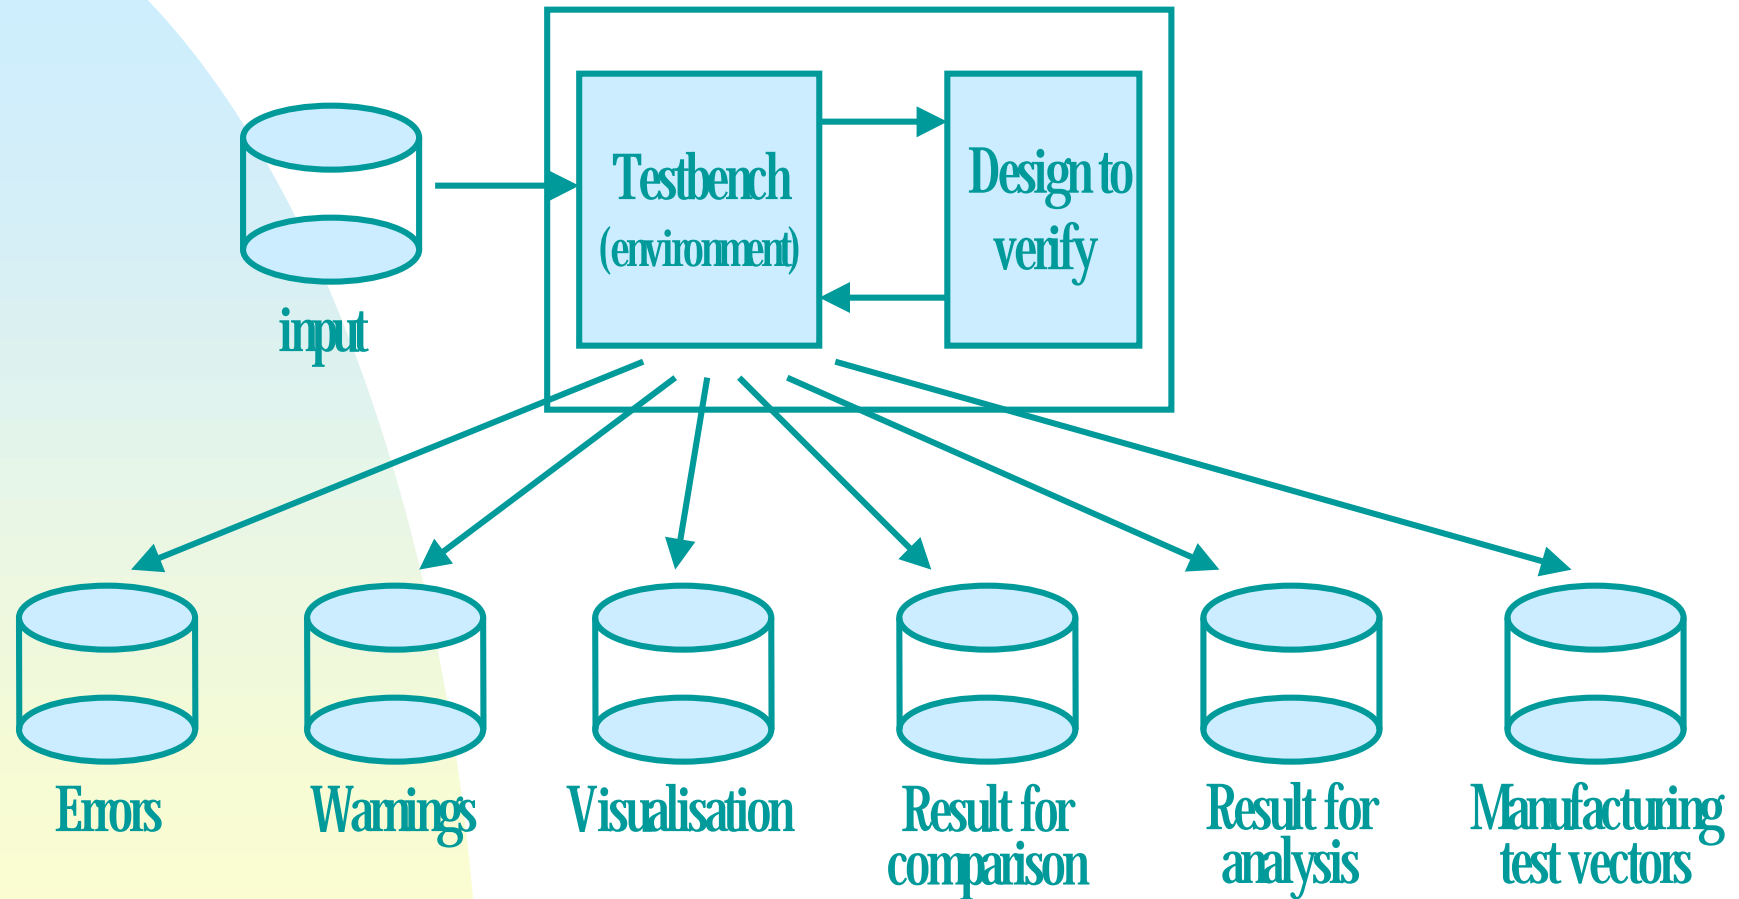 Testbench
(environment)
Design to
verify
input
Errors
Warnings
Visualisation
Result for
comparison
Result for
analysis
Manufacturing
test vectors